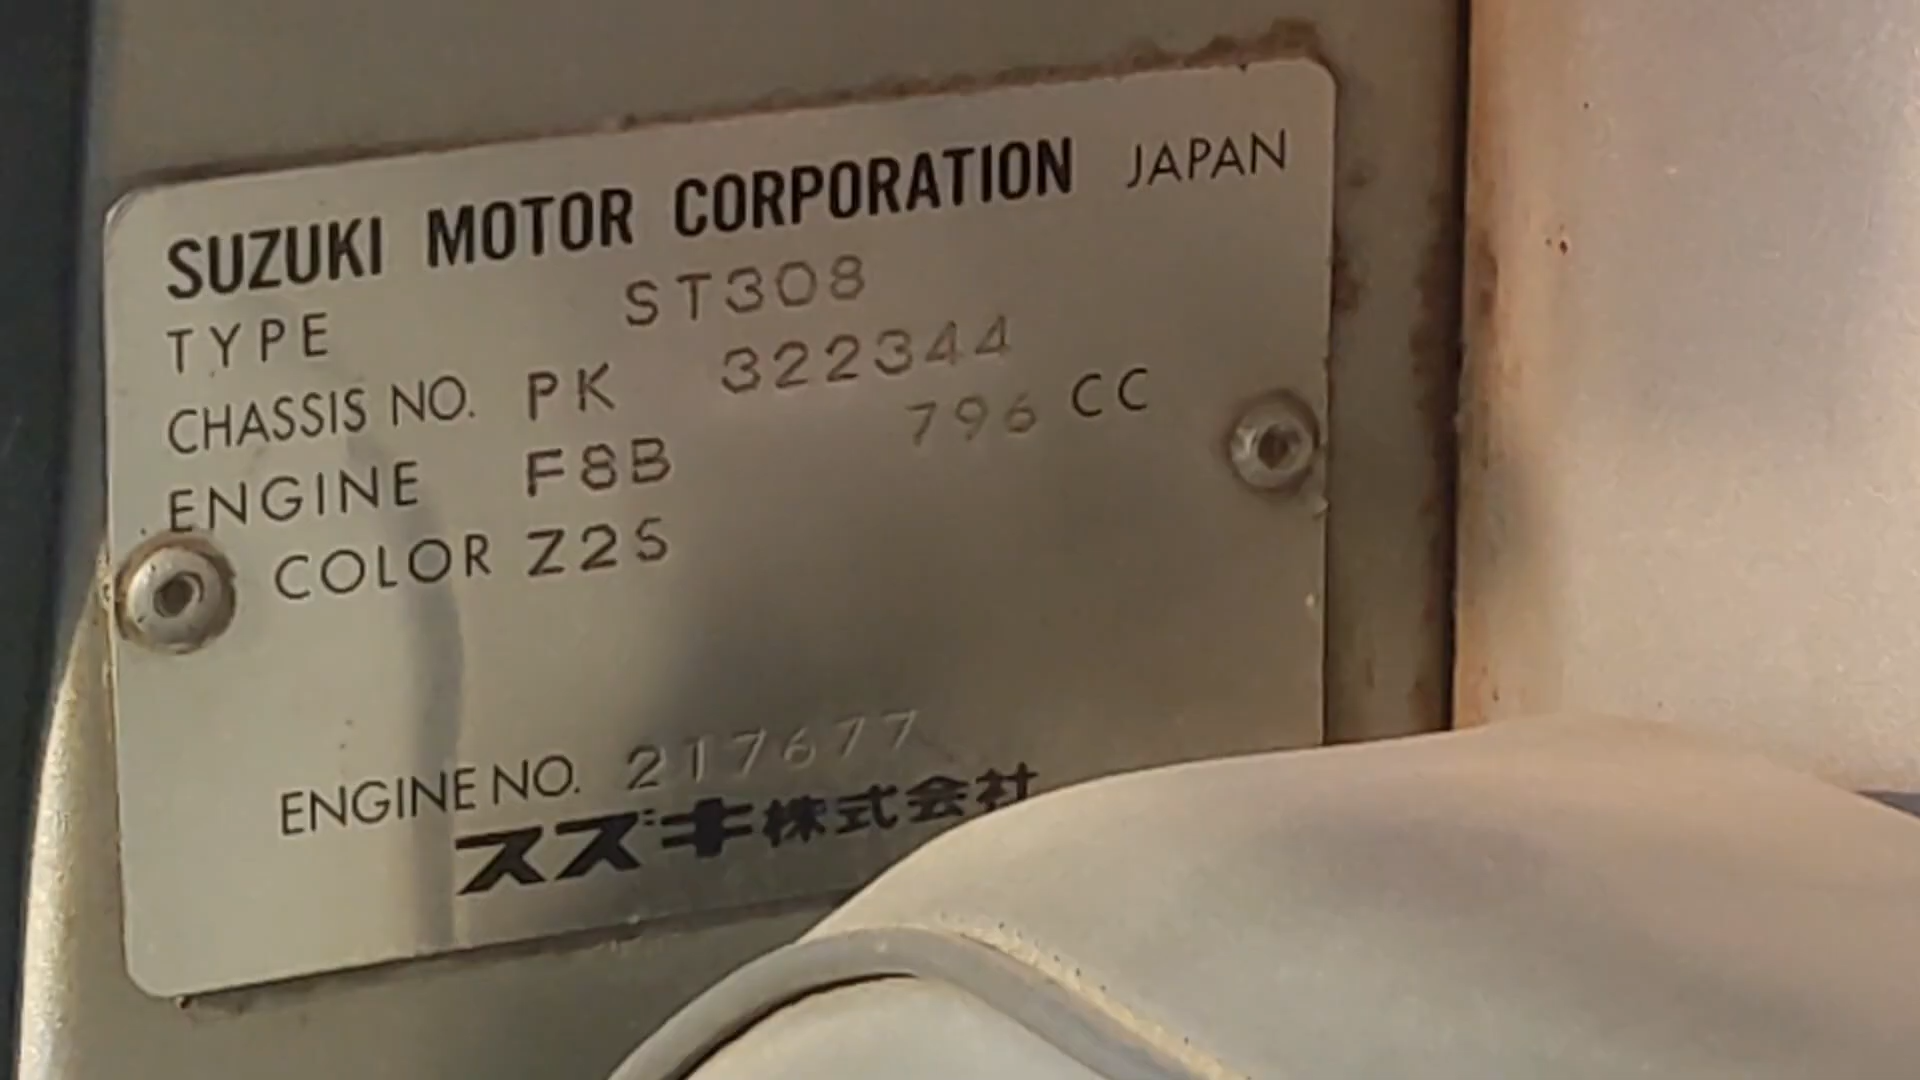 SUZUKI MOTOR CORPORATION JAPAN
TYPE ST308
CHASSIS NO. PK 322344
ENGINE F8B 796 CC
COLOR Z2S
ENGINE NO. 217677
スズキ株式会社